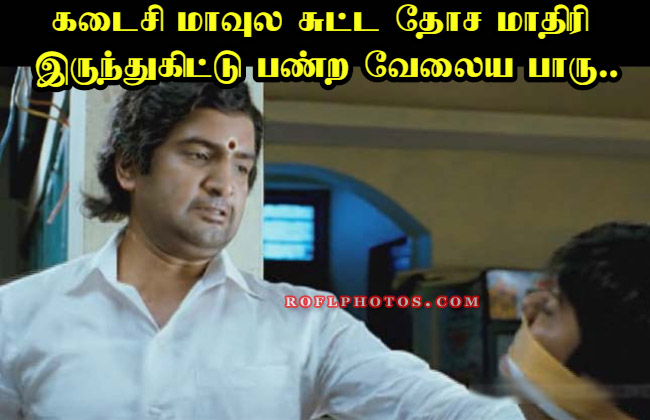 கடைசி மாவுல சுட்ட தோச மாதிரி
இருந்துகிட்டு பண்ற வேலைய பாரு..
ROFLPHOTOS.COM